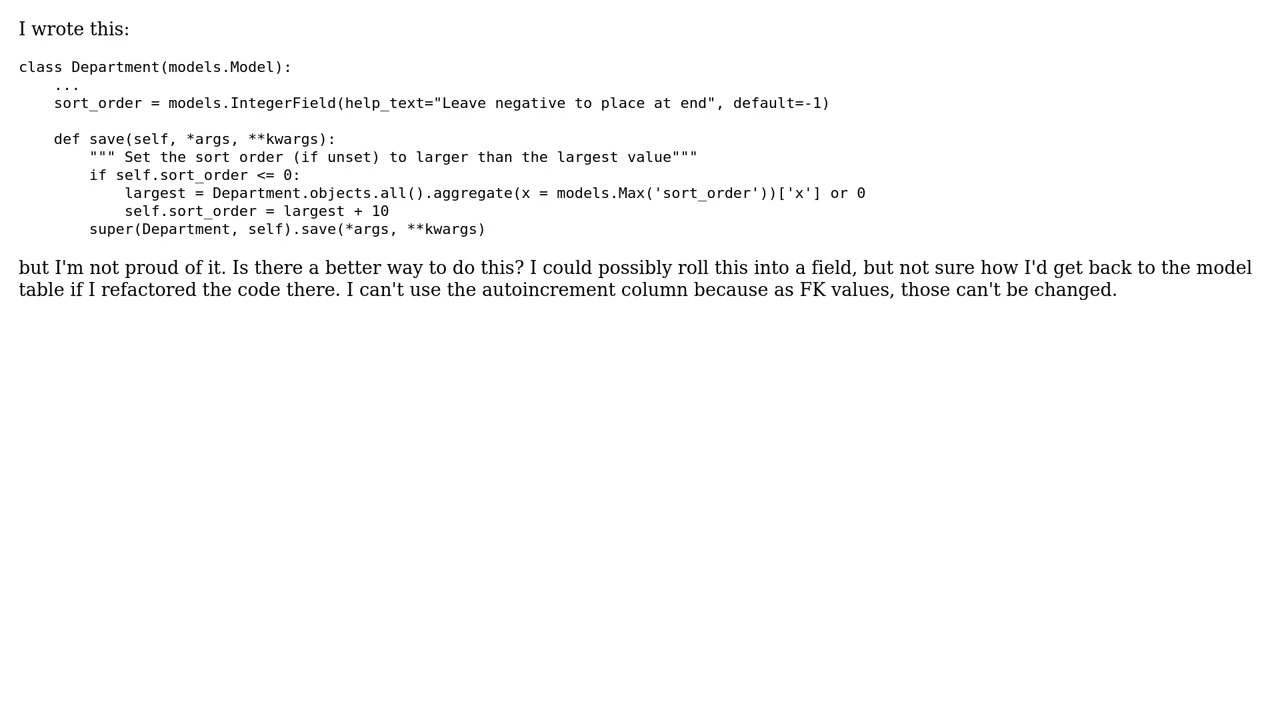 I wrote this:
class Department(models.Model):
    ...
    sort_order = models.IntegerField(help_text="Leave negative to place at end", default=-1)
    def save(self, *args, **kwargs):
        """ Set the sort order (if unset) to larger than the largest value"""
        if self.sort_order <= 0:
            largest = Department.objects.all().aggregate(x = models.Max('sort_order'))['x'] or 0
            self.sort_order = largest + 10
        super(Department, self).save(*args, **kwargs)
but I'm not proud of it. Is there a better way to do this? I could possibly roll this into a field, but not sure how I'd get back to the model
table if I refactored the code there. I can't use the autoincrement column because as FK values, those can't be changed.